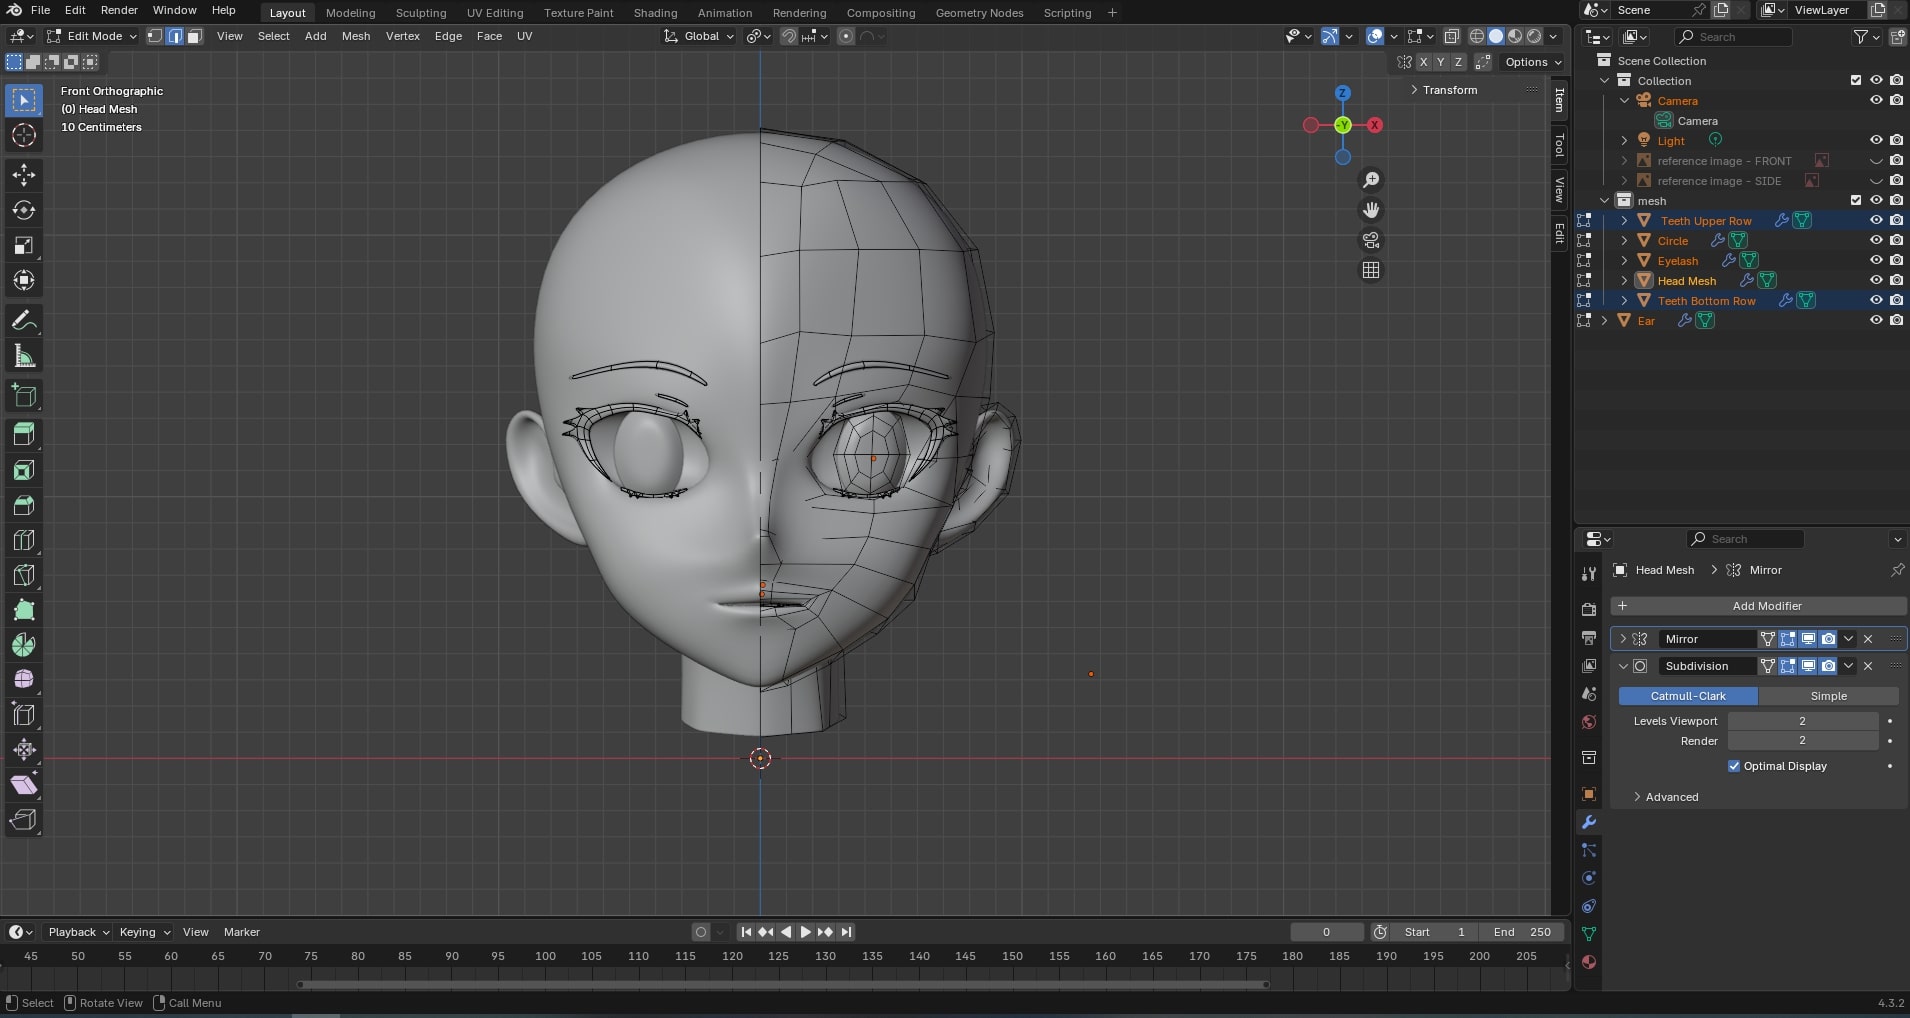 File Edit Render Window Help
Layout Modeling Sculpting UV Editing Texture Paint Shading Animation Rendering Compositing Geometry Nodes Scripting +
Scene
ViewLayer
Edit Mode View Select Add Mesh Vertex Edge Face UV
Global
X Y Z Options
Front Orthographic
(0) Head Mesh
10 Centimeters
Transform
Z
-Y
X
Item
Tool
View
Edit
Search
Scene Collection
Collection
Camera
Camera
Light
reference image - FRONT
reference image - SIDE
mesh
Teeth Upper Row
Circle
Eyelash
Head Mesh
Teeth Bottom Row
Ear
Search
Head Mesh > Mirror
+ Add Modifier
Mirror
Subdivision
Catmull-Clark Simple
Levels Viewport 2
Render 2
Optimal Display
Advanced
Playback Keying View Marker
0 Start 1 End 250
45 50 55 60 65 70 75 80 85 90 95 100 105 110 115 120 125 130 135 140 145 150 155 160 165 170 175 180 185 190 195 200 205
Select Rotate View Call Menu
4.3.2